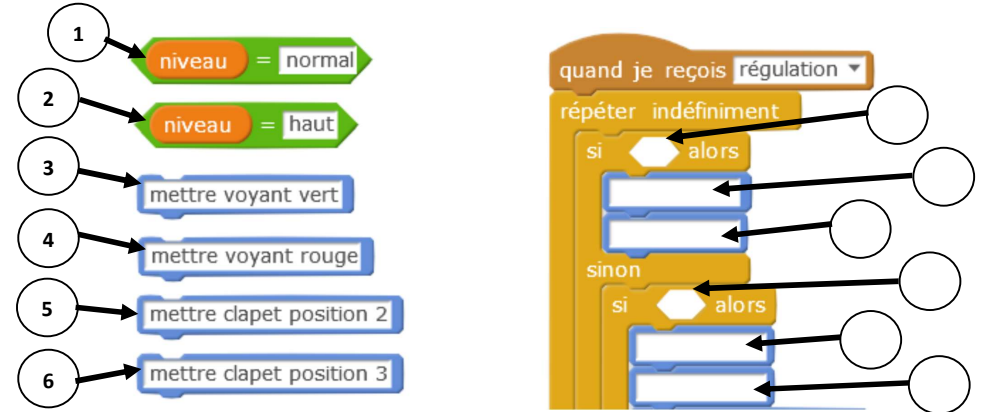 1
niveau = normal
2
niveau = haut
3
mettre voyant vert
4
mettre voyant rouge
5
mettre clapet position 2
6
mettre clapet position 3
quand je reçois régulation
répéter indéfiniment
si alors
sinon
si alors